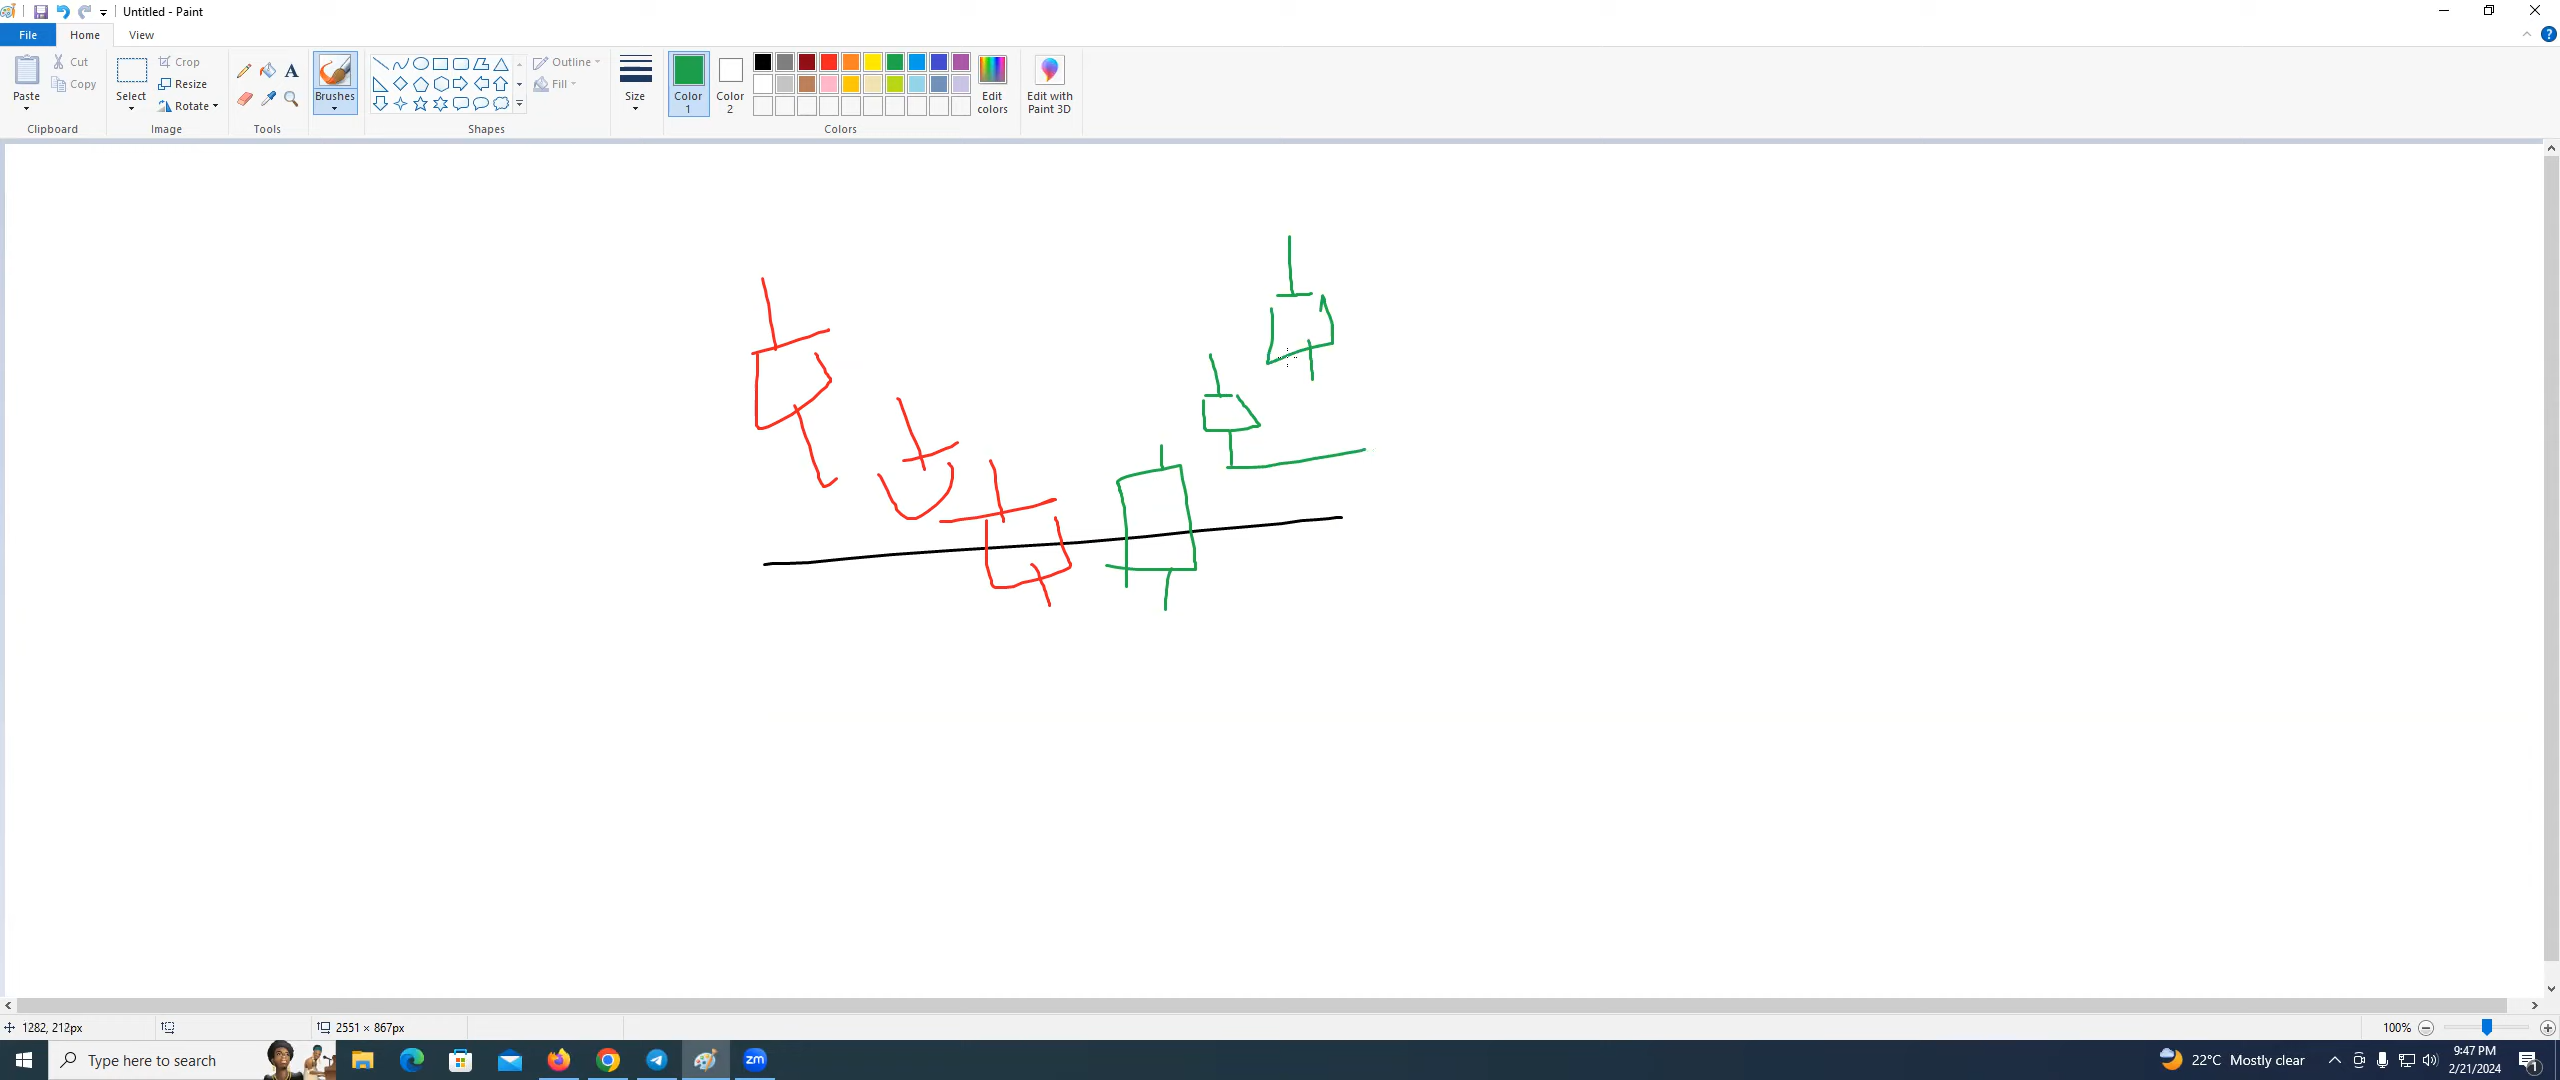 Untitled - Paint
File
Home
View
Paste
Cut
Copy
Clipboard
Select
Crop
Resize
Rotate
Image
Tools
Brushes
Outline
Fill
Shapes
Size
Color
1
Color
2
Edit
colors
Colors
Edit with
Paint 3D
1282, 212px
2551 × 867px
100%
Type here to search
zm
22°C Mostly clear
9:47 PM
2/21/2024
1